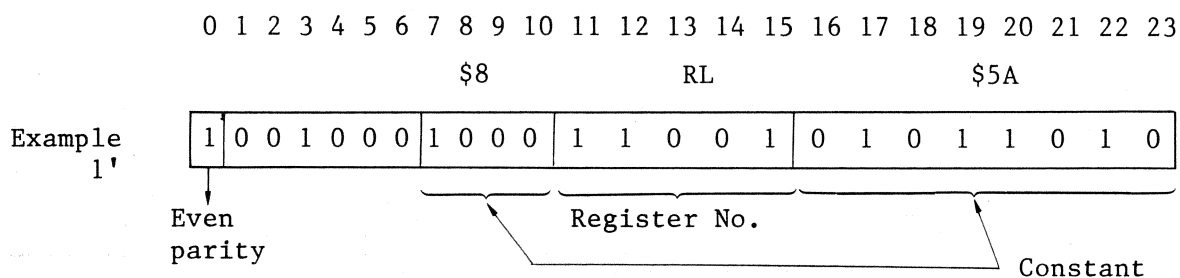 0 1 2 3 4 5 6 7 8 9 10 11 12 13 14 15 16 17 18 19 20 21 22 23
$8 RL $5A
Example 1 0 0 1 0 0 0 1 0 0 0 1 1 0 0 1 0 1 0 1 1 0 1 0
1'
Even Register No.
parity
Constant